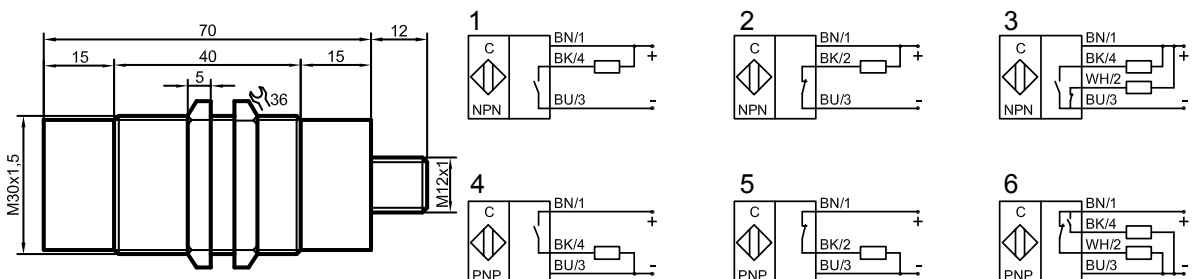 70
12
15
40
15
5
36
M30x1,5
M12x1
1
BN/1
C
BK/4
+
BU/3
-
NPN
2
BN/1
C
BK/2
+
BU/3
-
NPN
3
BN/1
C
BK/4
+
WH/2
BU/3
-
NPN
4
BN/1
C
+
BK/4
BU/3
-
PNP
5
BN/1
C
+
BK/2
BU/3
-
PNP
6
BN/1
C
BK/4
+
WH/2
BU/3
-
PNP